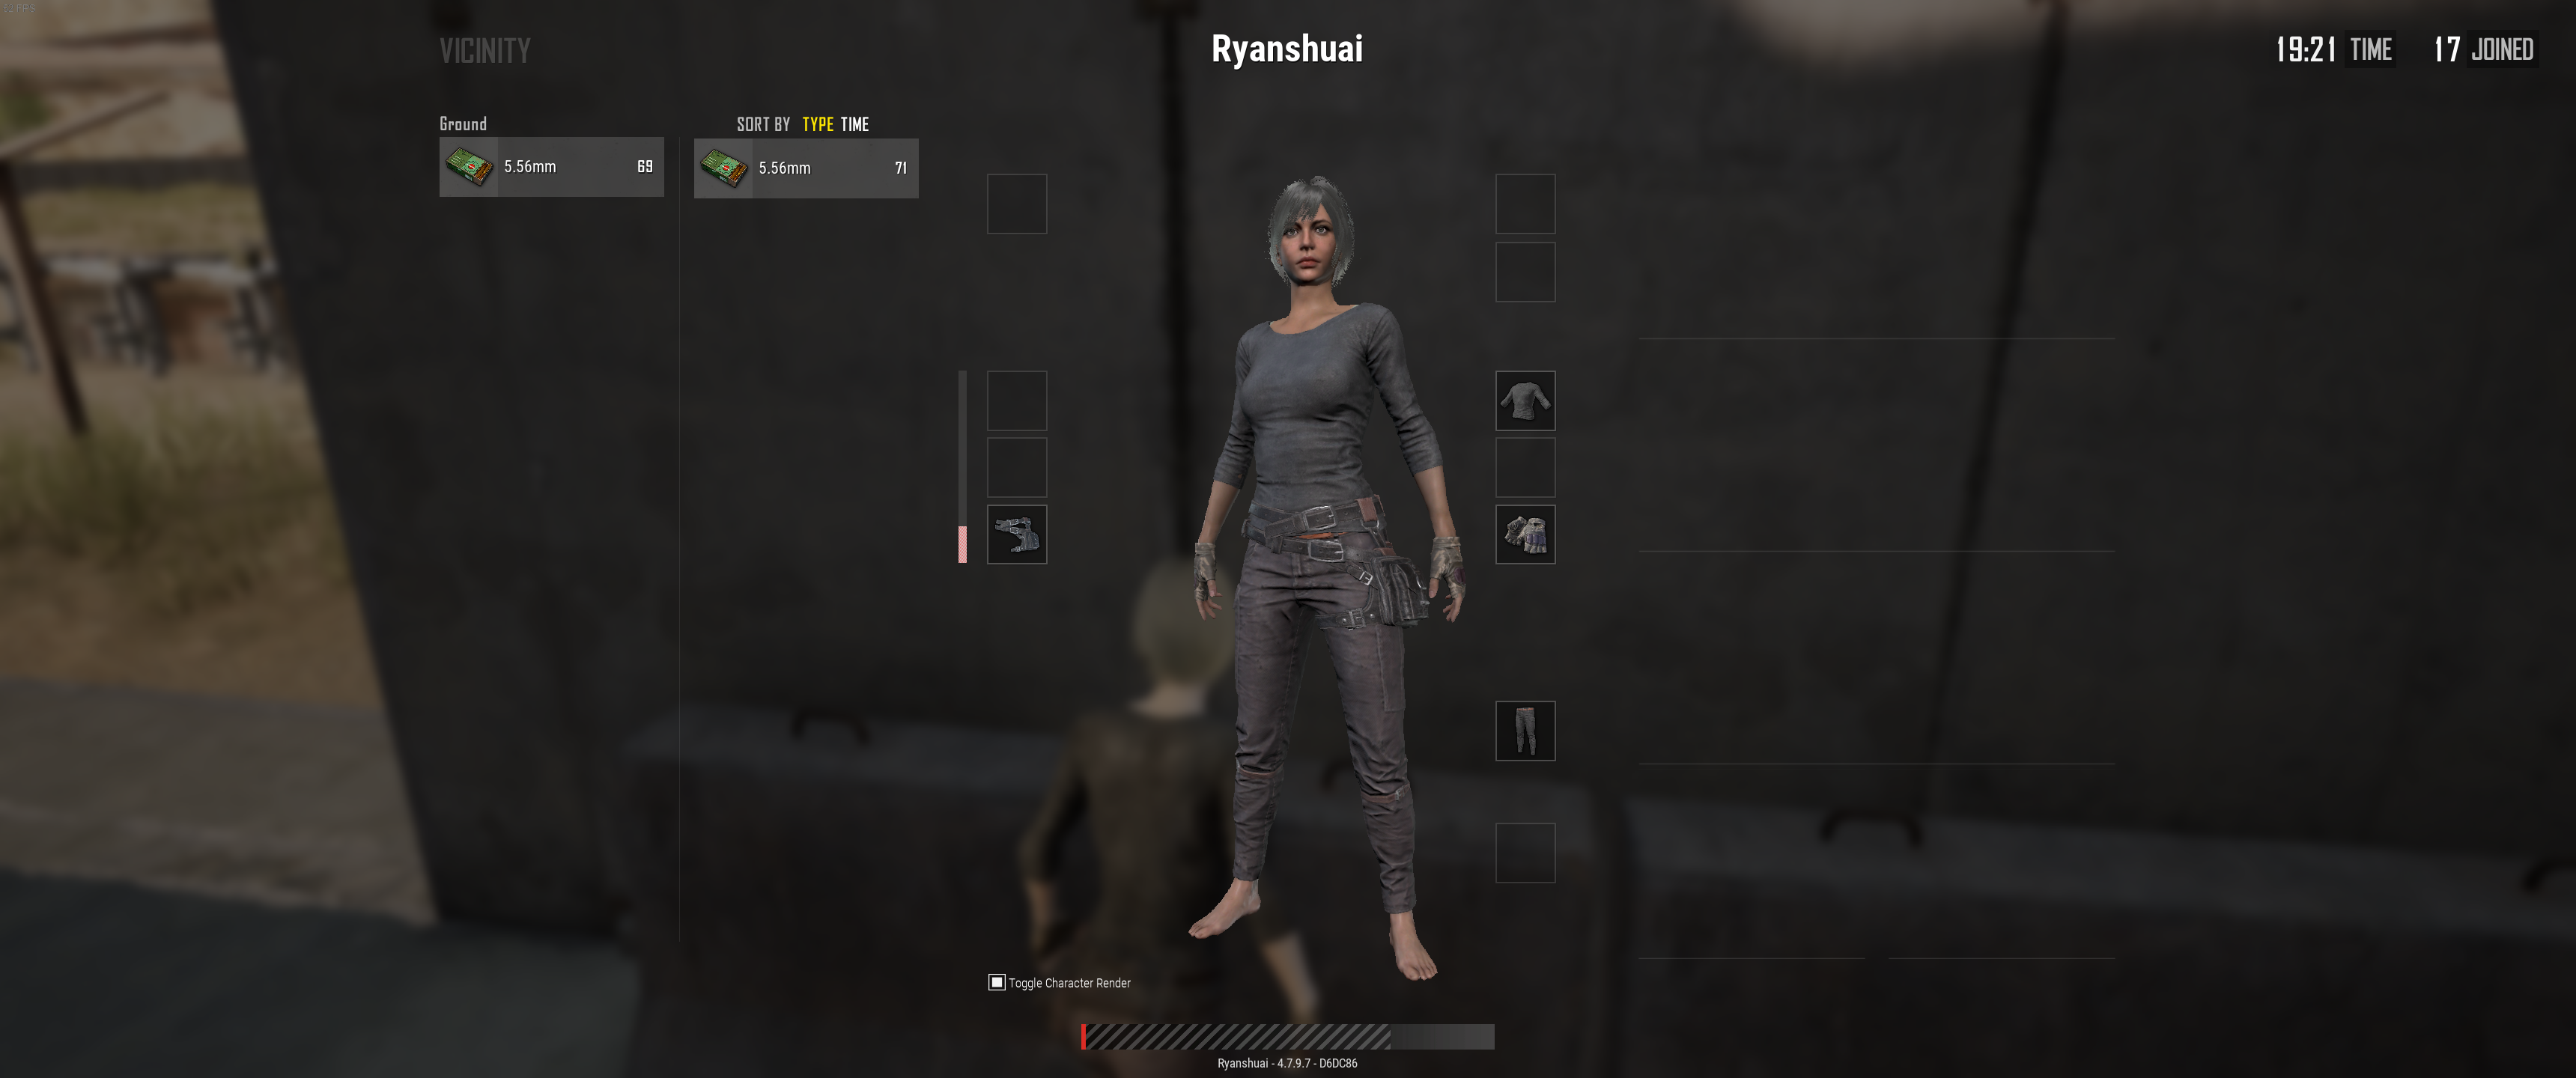 VICINITY
Ryanshuai
19:21 TIME 17 JOINED
Ground
SORT BY TYPE TIME
5.56mm 69
5.56mm 71
Toggle Character Render
Ryanshuai - 4.7.9.7 - D6DC86